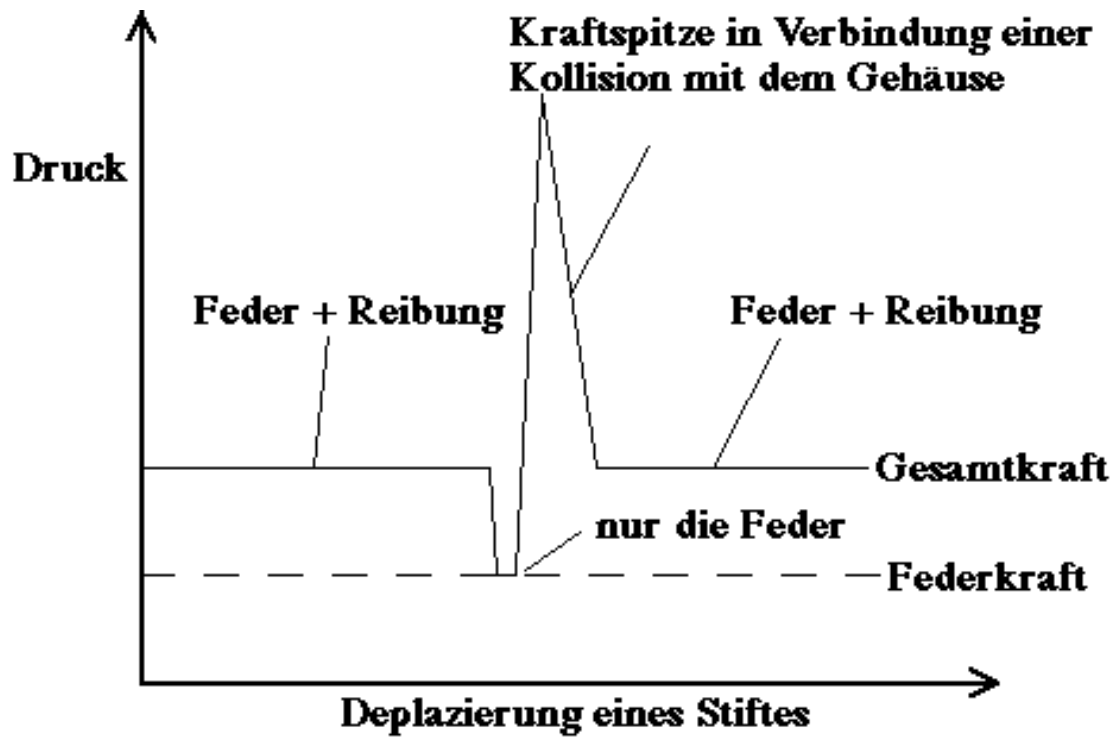 Kraftspitze in Verbindung einer
Kollision mit dem Gehäuse
Druck
Feder + Reibung
Feder + Reibung
Gesamtkraft
nur die Feder
Federkraft
Deplazierung eines Stiftes